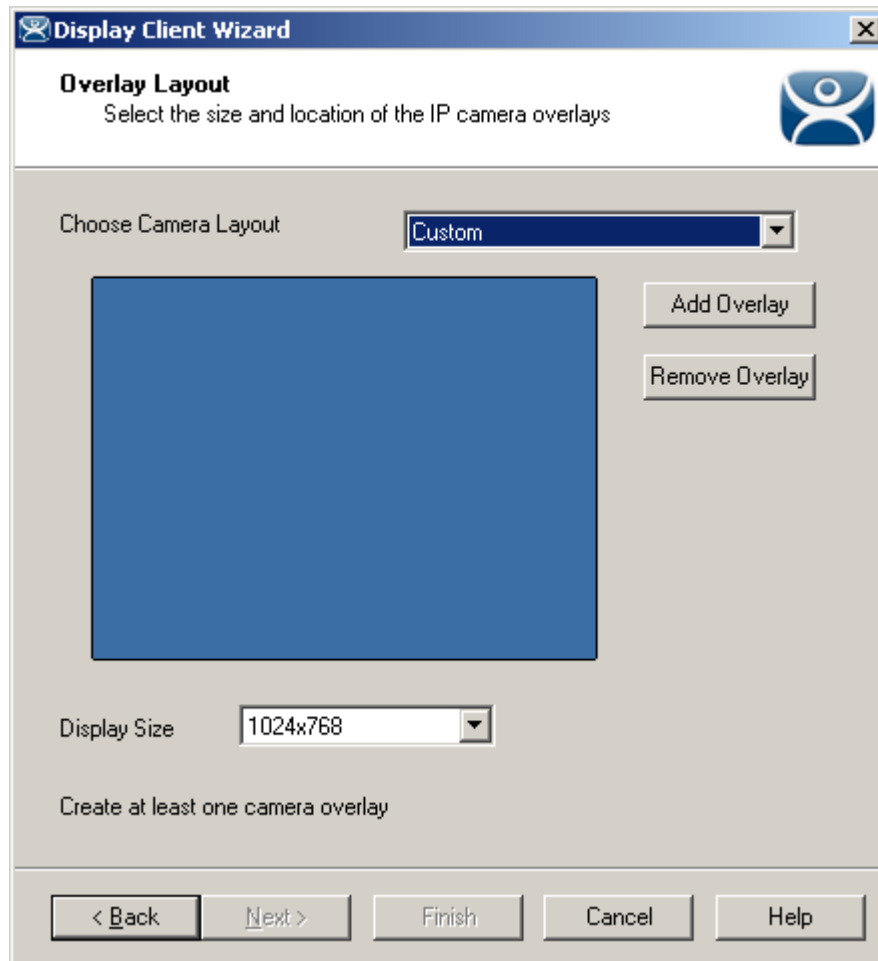 Display Client Wizard
Overlay Layout
Select the size and location of the IP camera overlays
Choose Camera Layout
Custom
Add Overlay
Remove Overlay
Display Size
1024x768
Create at least one camera overlay
< Back
Next >
Finish
Cancel
Help